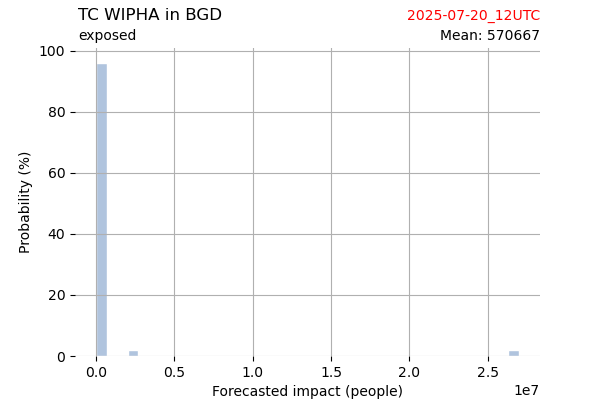 TC WIPHA in BGD
2025-07-20_12UTC
exposed
Mean: 570667
100
80
60
40
20
0
Probability (%)
0.0 0.5 1.0 1.5 2.0 2.5
1e7
Forecasted impact (people)